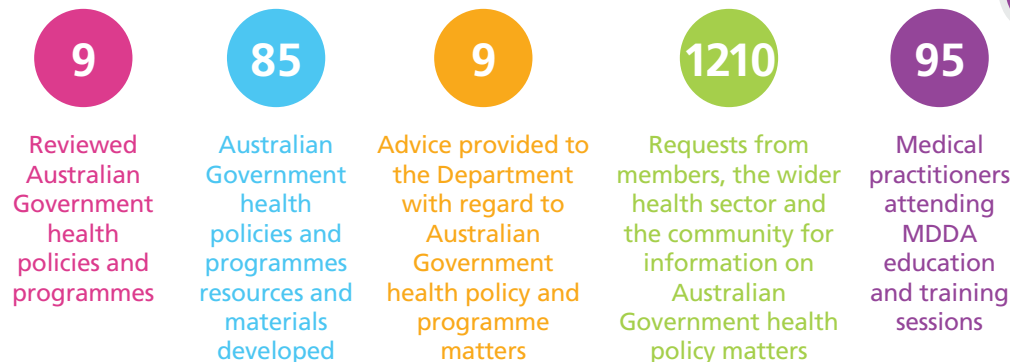 9
Reviewed
Australian
Government
health
policies and
programmes
85
Australian
Government
health
policies and
programmes
resources and
materials
developed
9
Advice provided to
the Department
with regard to
Australian
Government
health policy and
programme
matters
1210
Requests from
members, the wider
health sector and
the community for
information on
Australian
Government health
policy matters
95
Medical
practitioners
attending
MDDA
education
and training
sessions